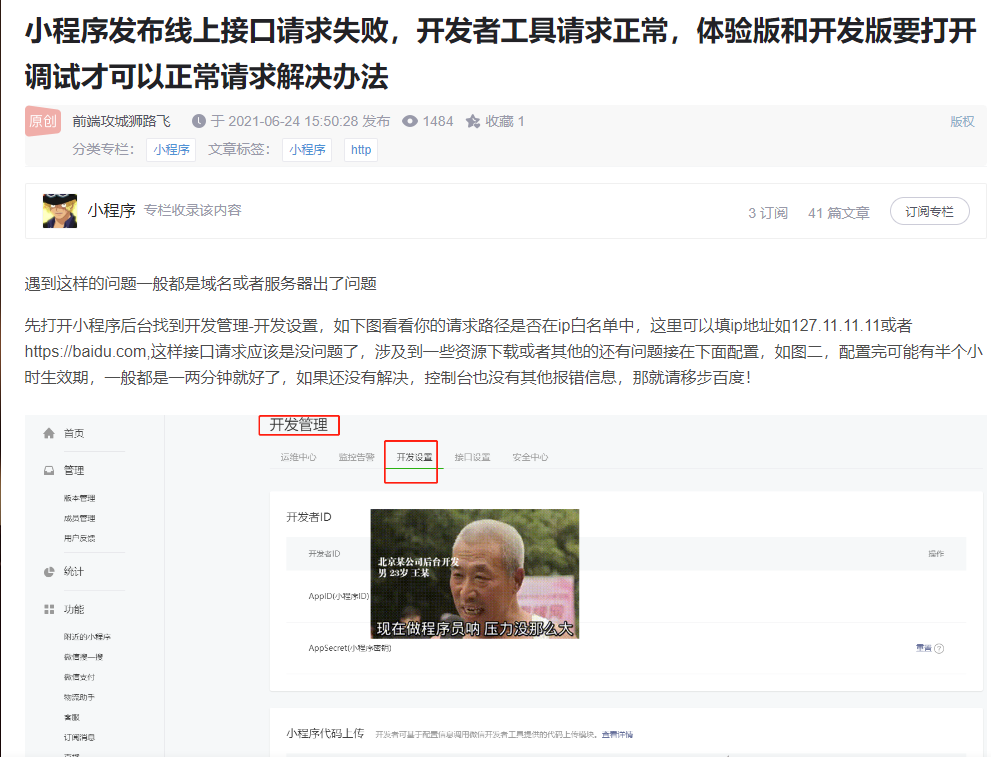 小程序发布线上接口请求失败，开发者工具请求正常，体验版和开发版要打开
调试才可以正常请求解决办法
原创 前端攻城狮路飞 于 2021-06-24 15:50:28 发布 1484 收藏 1 版权
分类专栏： 小程序 文章标签： 小程序 http
小程序 专栏收录该内容 3 订阅 41 篇文章 订阅专栏
遇到这样的问题一般都是域名或者服务器出了问题
先打开小程序后台找到开发管理-开发设置，如下图看看你的请求路径是否在ip白名单中，这里可以填ip地址如127.11.11.11或者
https://baidu.com,这样接口请求应该是没问题了，涉及到一些资源下载或者其他的还有问题接在下面配置，如图二，配置完可能有半个小
时生效期，一般都是一两分钟就好了，如果还没有解决，控制台也没有其他报错信息，那就请移步百度！
首页
管理
版本管理
成员管理
用户反馈
统计
功能
附近的小程序
微信搜一搜
微信支付
物流助手
客服
订阅消息
开发管理
运维中心 监控告警 开发设置 接口设置 安全中心
开发者ID
开发者ID 操作
AppID(小程序ID)
北京某公司后台开发
男 23岁 王某
现在做程序员呐 压力没那么大
AppSecret(小程序密钥) 重置
小程序代码上传 开发者可基于配置信息调用微信开发者工具提供的代码上传模块。查看详情